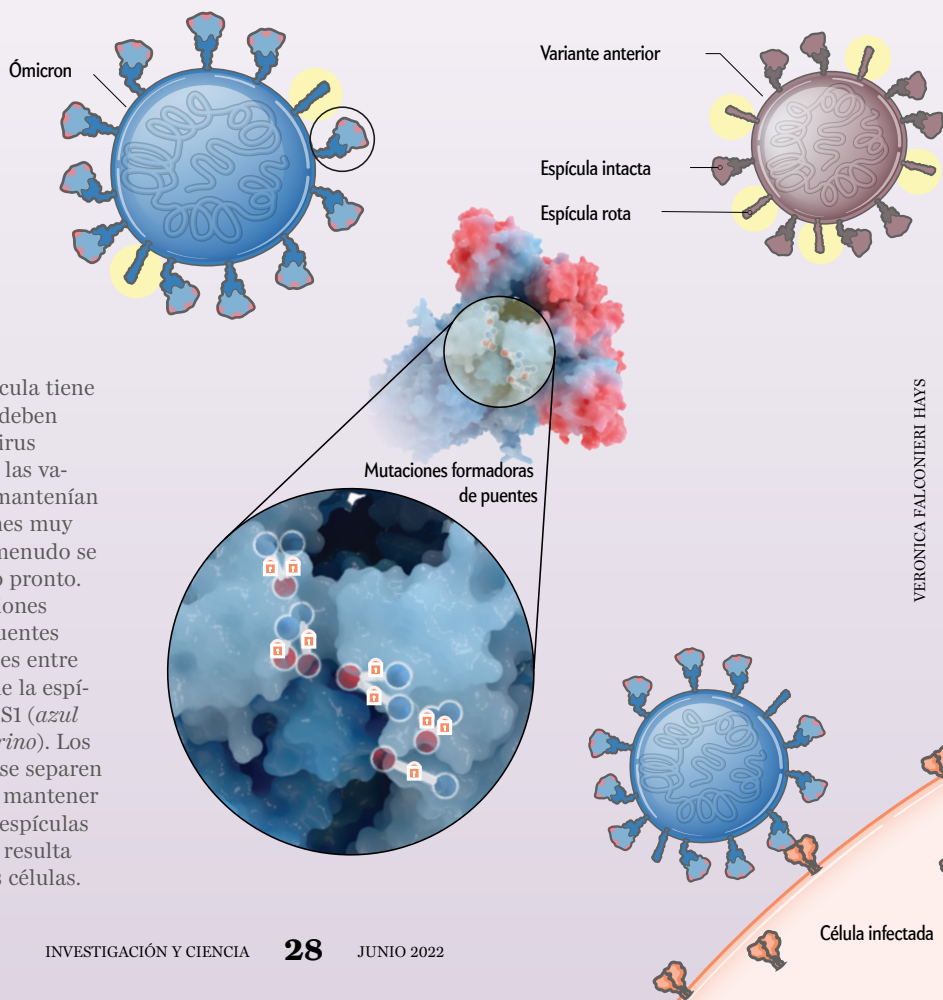 Ómicron
Variante anterior
Espícula intacta
Espícula rota
cula tiene
deben
irus
las va-
mantenían
nes muy
menudo se
o pronto.
iones
uentes
es entre
e la espí-
S1 (azul
rino). Los
se separen
mantener
espículas
resulta
s células.
Mutaciones formadoras
de puentes
VERONICA FALCONIERI HAYS
Célula infectada
INVESTIGACIÓN Y CIENCIA 28 JUNIO 2022